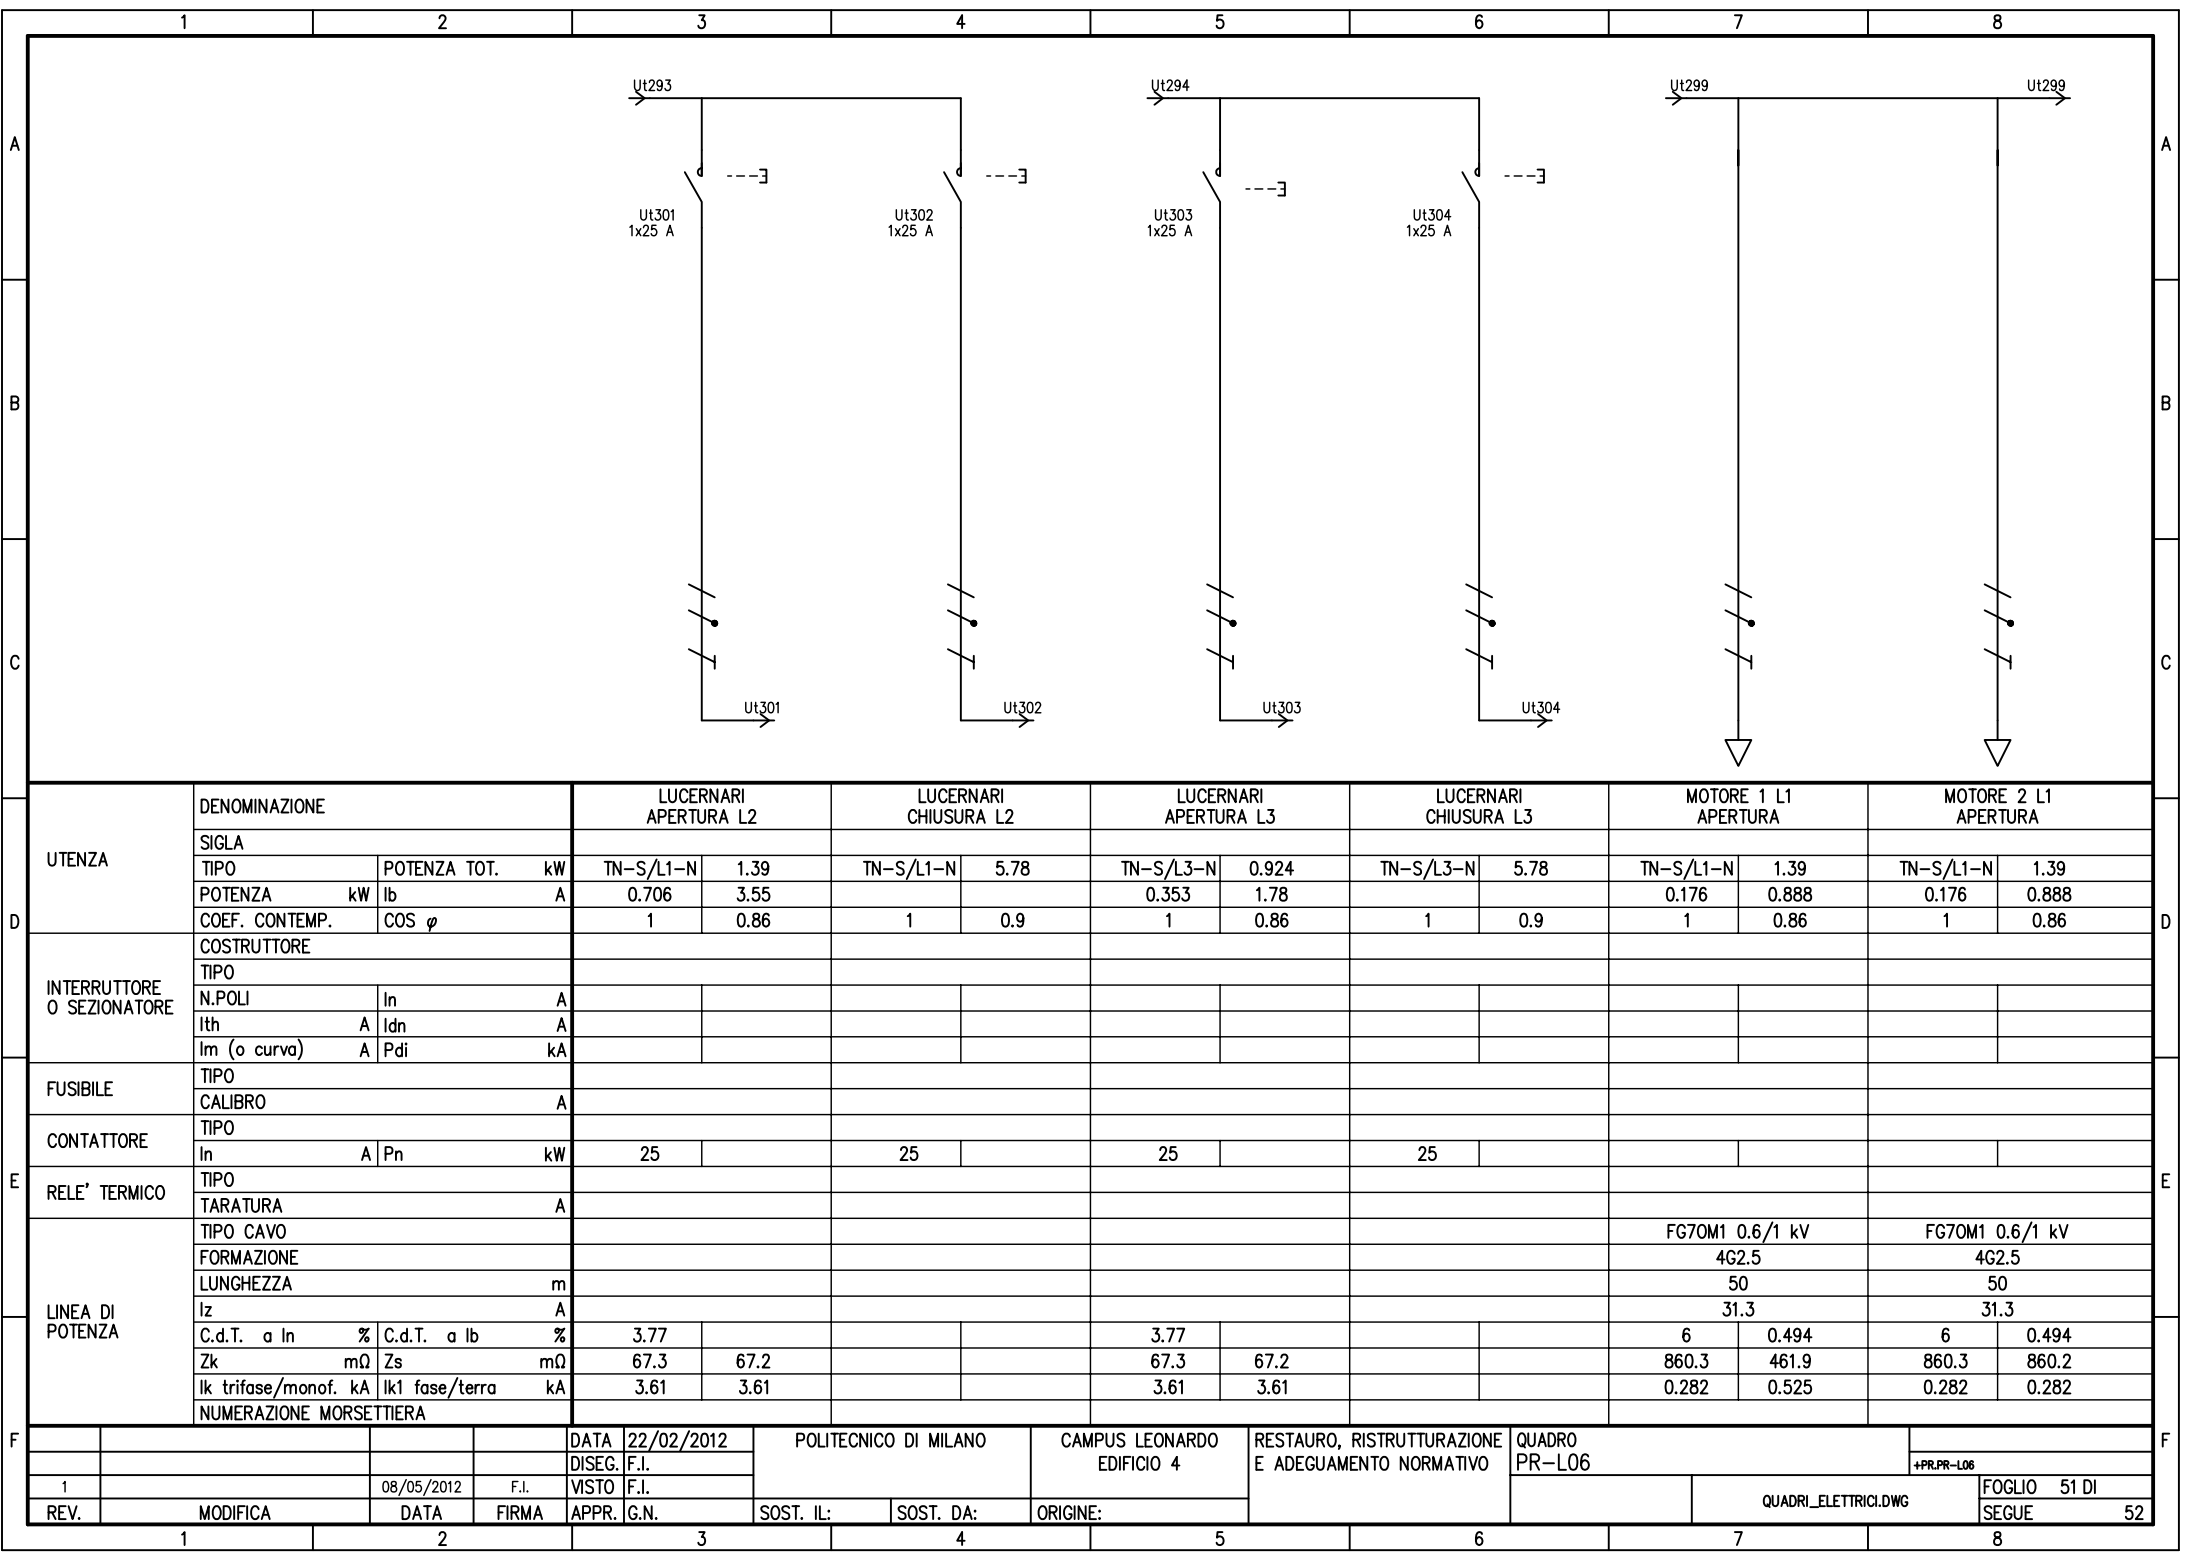 1 2 3 4 5 6 7 8
Ut293 Ut294 Ut299 Ut299
A A
Ut301 Ut302 Ut303 Ut304
1x25 A 1x25 A 1x25 A 1x25 A
B B
C C
Ut301 Ut302 Ut303 Ut304
UTENZA
DENOMINAZIONE
LUCERNARI APERTURA L2
LUCERNARI CHIUSURA L2
LUCERNARI APERTURA L3
LUCERNARI CHIUSURA L3
MOTORE 1 L1 APERTURA
MOTORE 2 L1 APERTURA
SIGLA
TIPO POTENZA TOT. kW TN-S/L1-N 1.39 TN-S/L1-N 5.78 TN-S/L3-N 0.924 TN-S/L3-N 5.78 TN-S/L1-N 1.39 TN-S/L1-N 1.39
POTENZA kW Ib A 0.706 3.55 0.353 1.78 0.176 0.888 0.176 0.888
COEF. CONTEMP. COS φ 1 0.86 1 0.9 1 0.86 1 0.9 1 0.86 1 0.86
D D
INTERRUTTORE
O SEZIONATORE
COSTRUTTORE
TIPO
N.POLI In A
Ith A Idn A
Im (o curva) A Pdi kA
FUSIBILE
TIPO
CALIBRO A
CONTATTORE
TIPO
In A Pn kW 25 25 25 25
E E
RELE' TERMICO
TIPO
TARATURA A
LINEA DI
POTENZA
TIPO CAVO FG7OM1 0.6/1 kV FG7OM1 0.6/1 kV
FORMAZIONE 4G2.5 4G2.5
LUNGHEZZA m 50 50
Iz A 31.3 31.3
C.d.T. a In % C.d.T. a Ib % 3.77 3.77 6 0.494 6 0.494
Zk mΩ Zs mΩ 67.3 67.2 67.3 67.2 860.3 461.9 860.3 860.2
Ik trifase/monof. kA Ik1 fase/terra kA 3.61 3.61 3.61 3.61 0.282 0.525 0.282 0.282
NUMERAZIONE MORSETTIERA
F F
DATA 22/02/2012
DISEG. F.I.
1 08/05/2012 F.I. VISTO F.I.
REV. MODIFICA DATA FIRMA APPR. G.N.
POLITECNICO DI MILANO
SOST. IL: SOST. DA:
CAMPUS LEONARDO
EDIFICIO 4
ORIGINE:
RESTAURO, RISTRUTTURAZIONE
E ADEGUAMENTO NORMATIVO
QUADRO
PR-L06
+PR.PR-L06
QUADRI_ELETTRICI.DWG
FOGLIO 51 DI
SEGUE 52
1 2 3 4 5 6 7 8